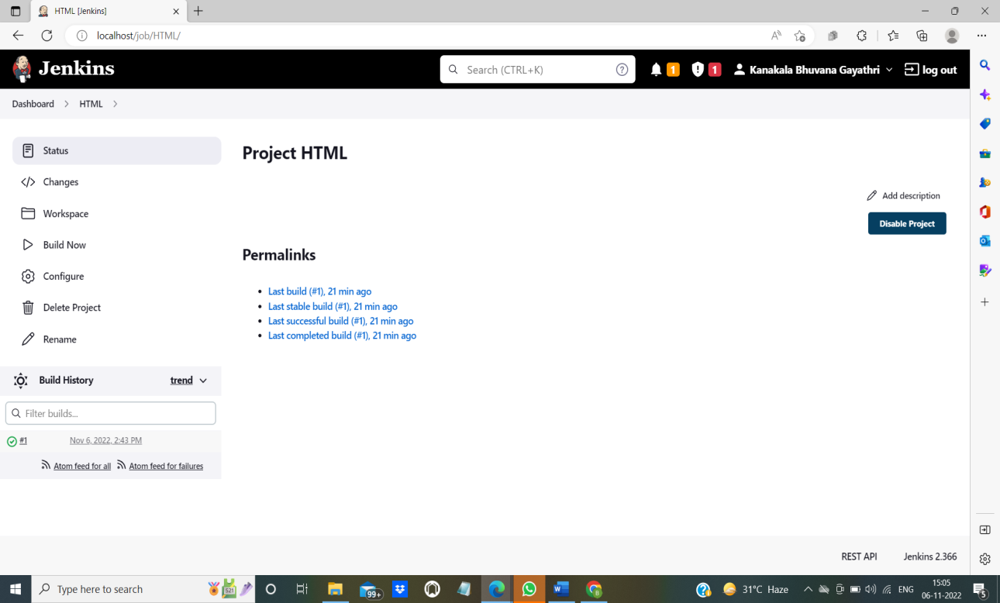 HTML [Jenkins]
localhost/job/HTML/
Jenkins
Search (CTRL+K)
1
1
Kanakala Bhuvana Gayathri
log out
Dashboard
HTML
Status
Changes
Workspace
Build Now
Configure
Delete Project
Rename
Build History
trend
Filter builds...
#1
Nov 6, 2022, 2:43 PM
Atom feed for all
Atom feed for failures
Project HTML
Add description
Disable Project
Permalinks
Last build (#1), 21 min ago
Last stable build (#1), 21 min ago
Last successful build (#1), 21 min ago
Last completed build (#1), 21 min ago
REST API
Jenkins 2.366
Type here to search
99+
31°C Haze
ENG
15:05
06-11-2022
5